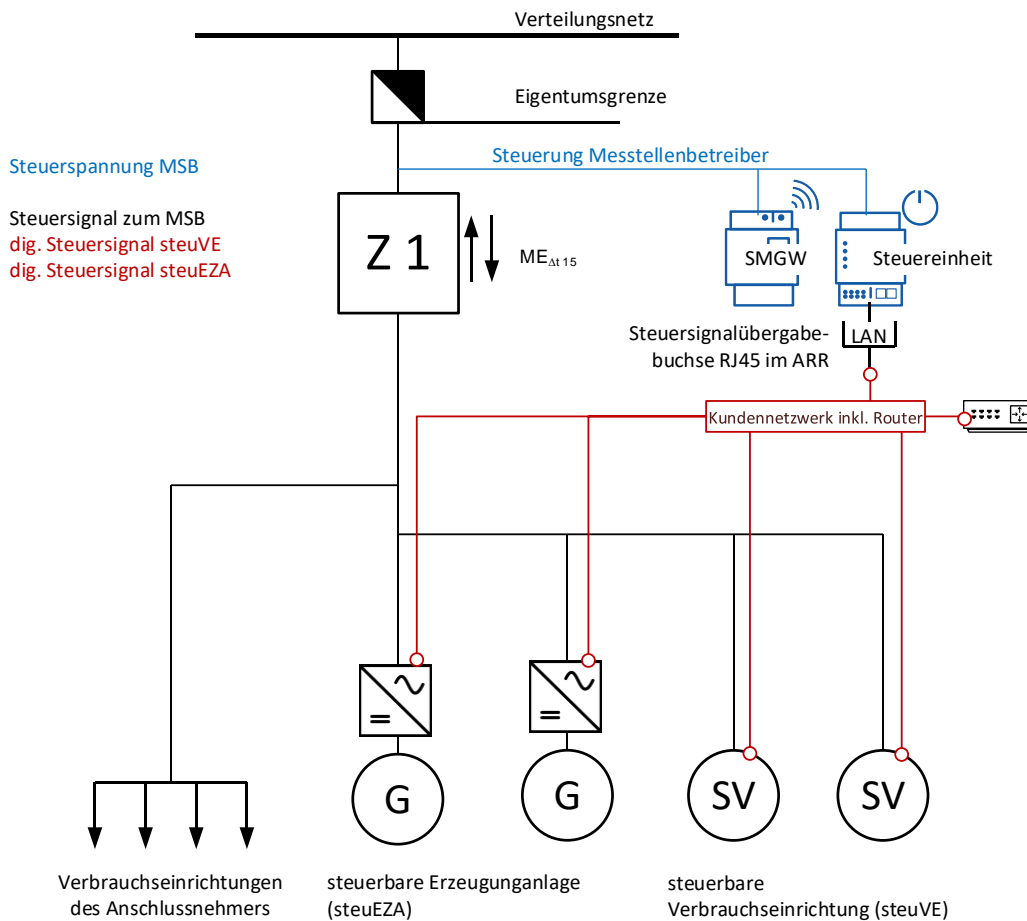 Verteilungsnetz
Eigentumsgrenze
Steuerspannung MSB
Steuerung Messtellenbetreiber
Steuersignal zum MSB
dig. Steuersignal steuVE
dig. Steuersignal steuEZA
Z 1
ME Δt 15
SMGW
Steuereinheit
Steuersignalübergabe-
buchse RJ45 im ARR
LAN
Kundennetzwerk inkl. Router
G
G
SV
SV
Verbrauchseinrichtungen
des Anschlussnehmers
steuerbare Erzeugunganlage
(steuEZA)
steuerbare
Verbrauchseinrichtung (steuVE)